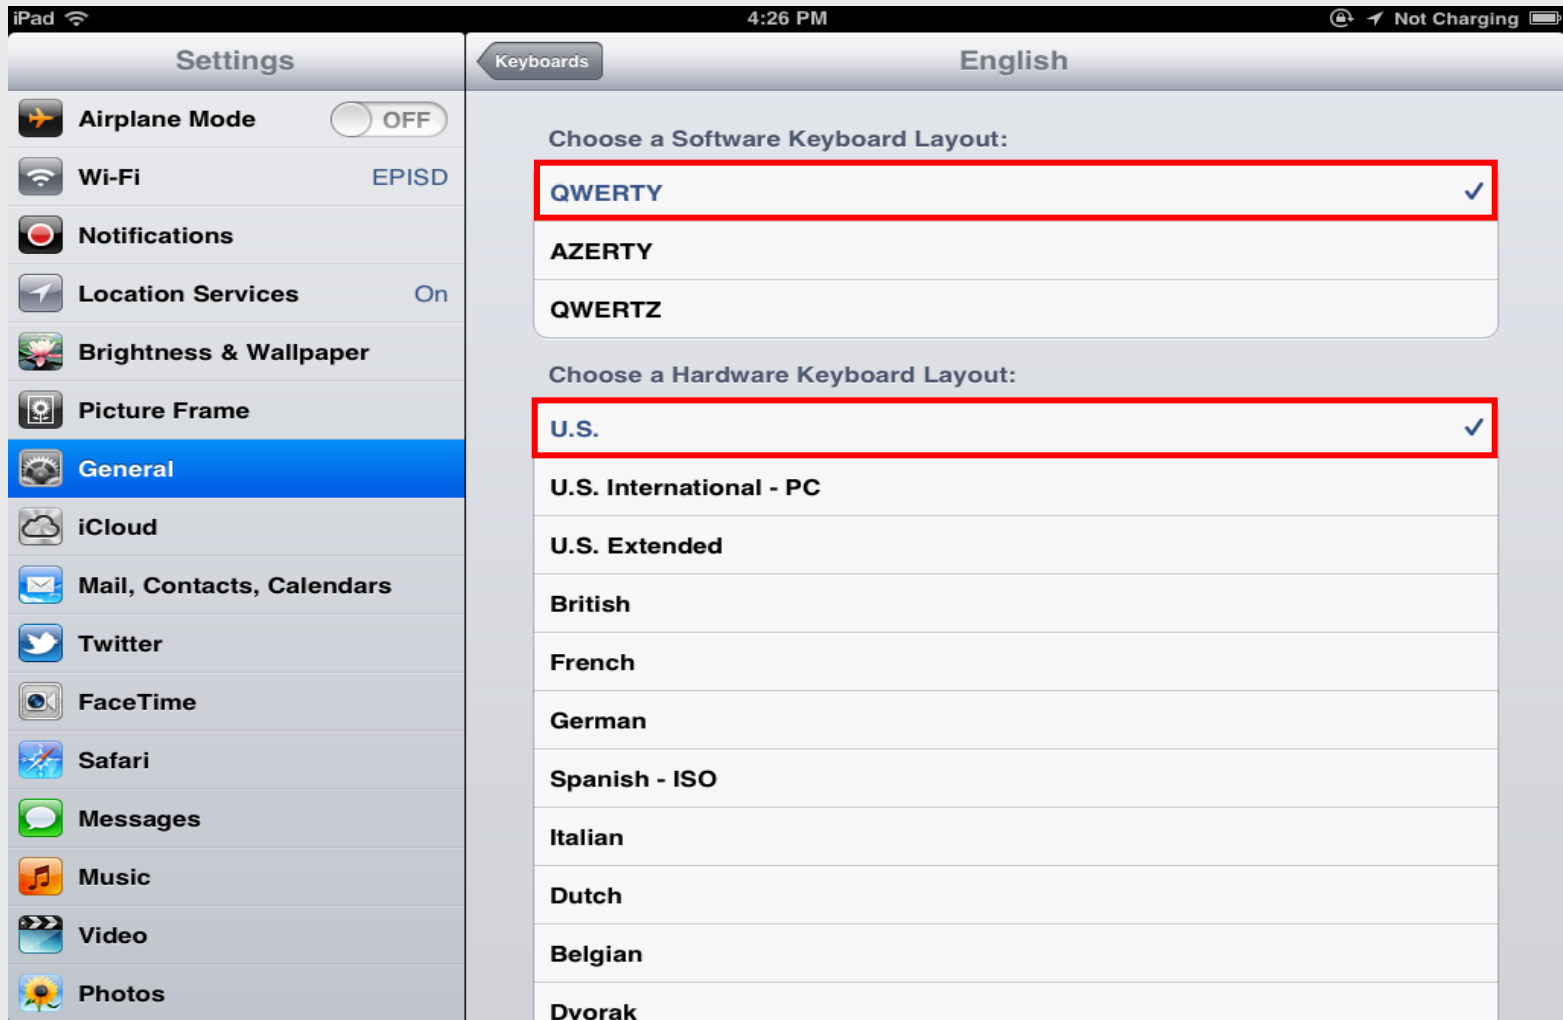 iPad
4:26 PM
Not Charging
Settings
Keyboards
English
Airplane Mode
OFF
Wi-Fi
EPISD
Notifications
Location Services
On
Brightness & Wallpaper
Picture Frame
General
iCloud
Mail, Contacts, Calendars
Twitter
FaceTime
Safari
Messages
Music
Video
Photos
Choose a Software Keyboard Layout:
QWERTY
AZERTY
QWERTZ
Choose a Hardware Keyboard Layout:
U.S.
U.S. International - PC
U.S. Extended
British
French
German
Spanish - ISO
Italian
Dutch
Belgian
Dvorak